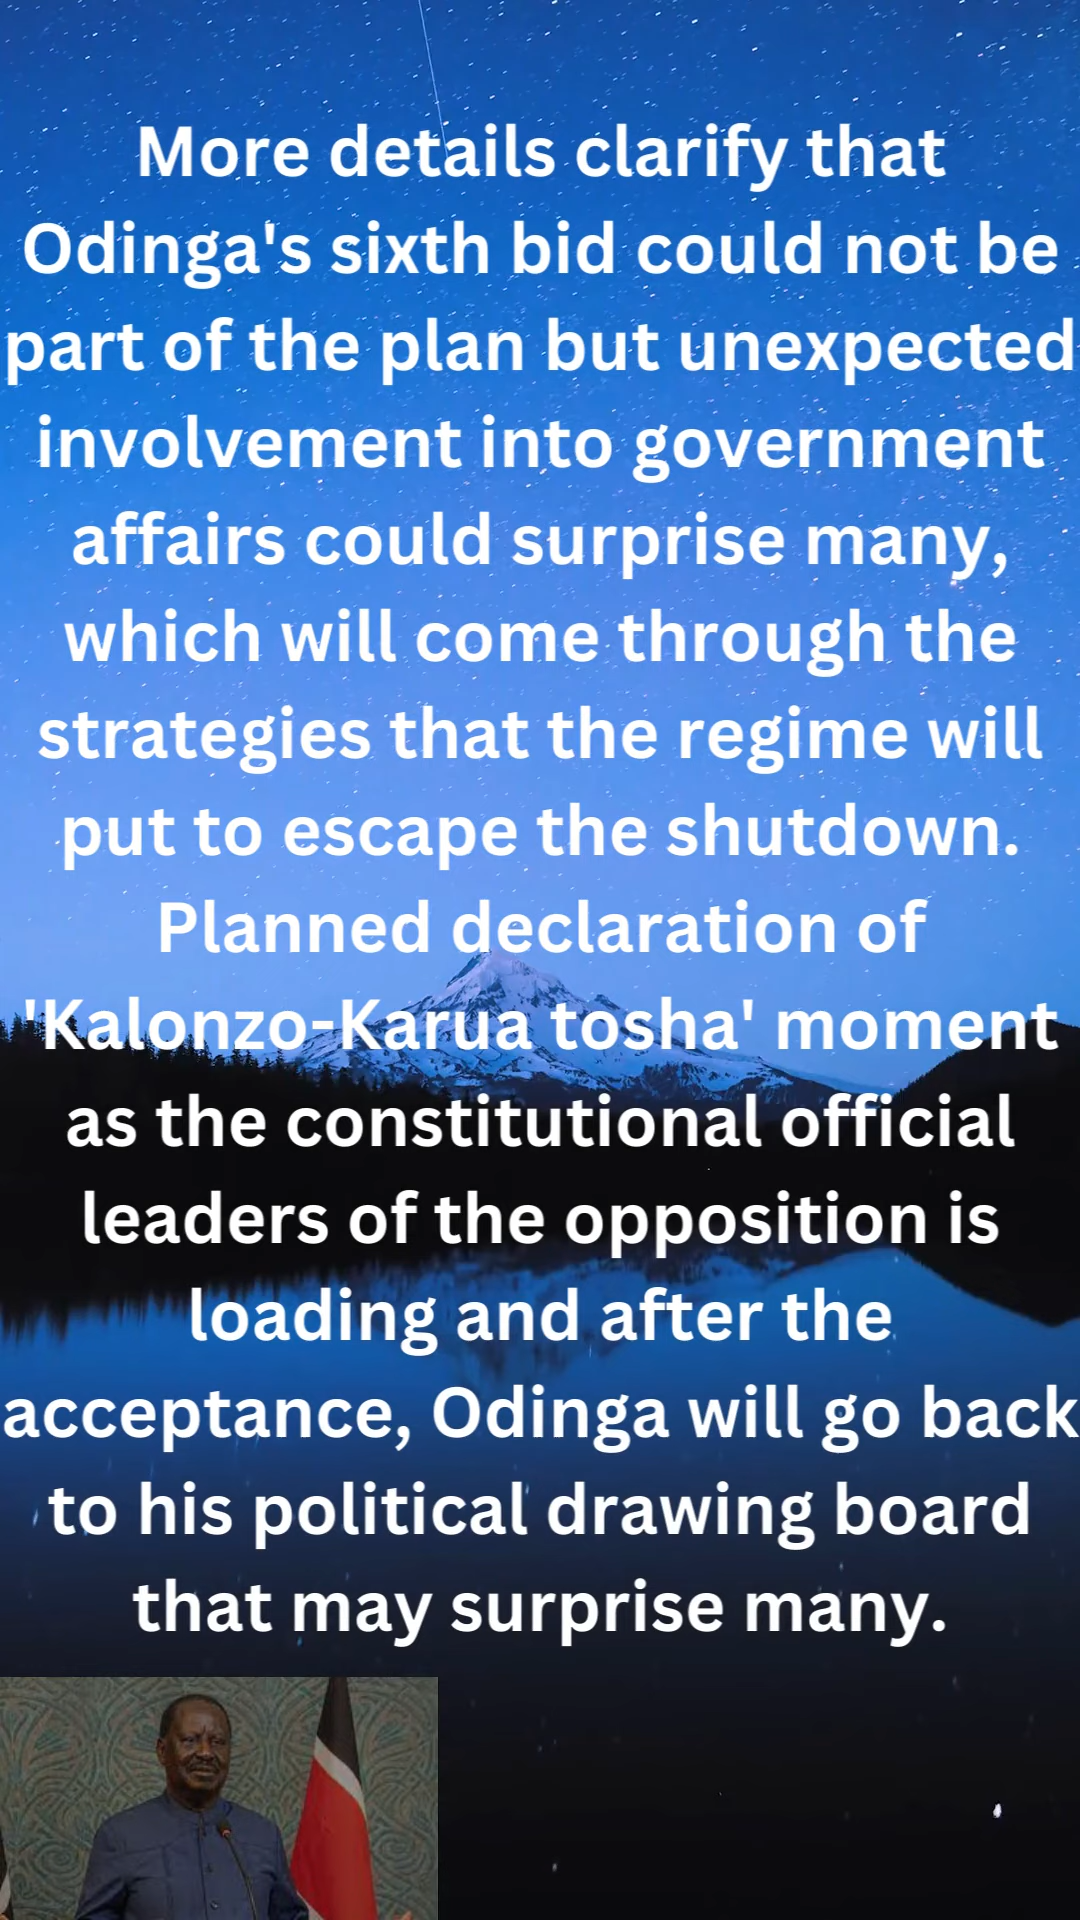 More details clarify that
Odinga's sixth bid could not be
part of the plan but unexpected
involvement into government
affairs could surprise many,
which will come through the
strategies that the regime will
put to escape the shutdown.
Planned declaration of
'Kalonzo-Karua tosha' moment
as the constitutional official
leaders of the opposition is
loading and after the
acceptance, Odinga will go back
to his political drawing board
that may surprise many.